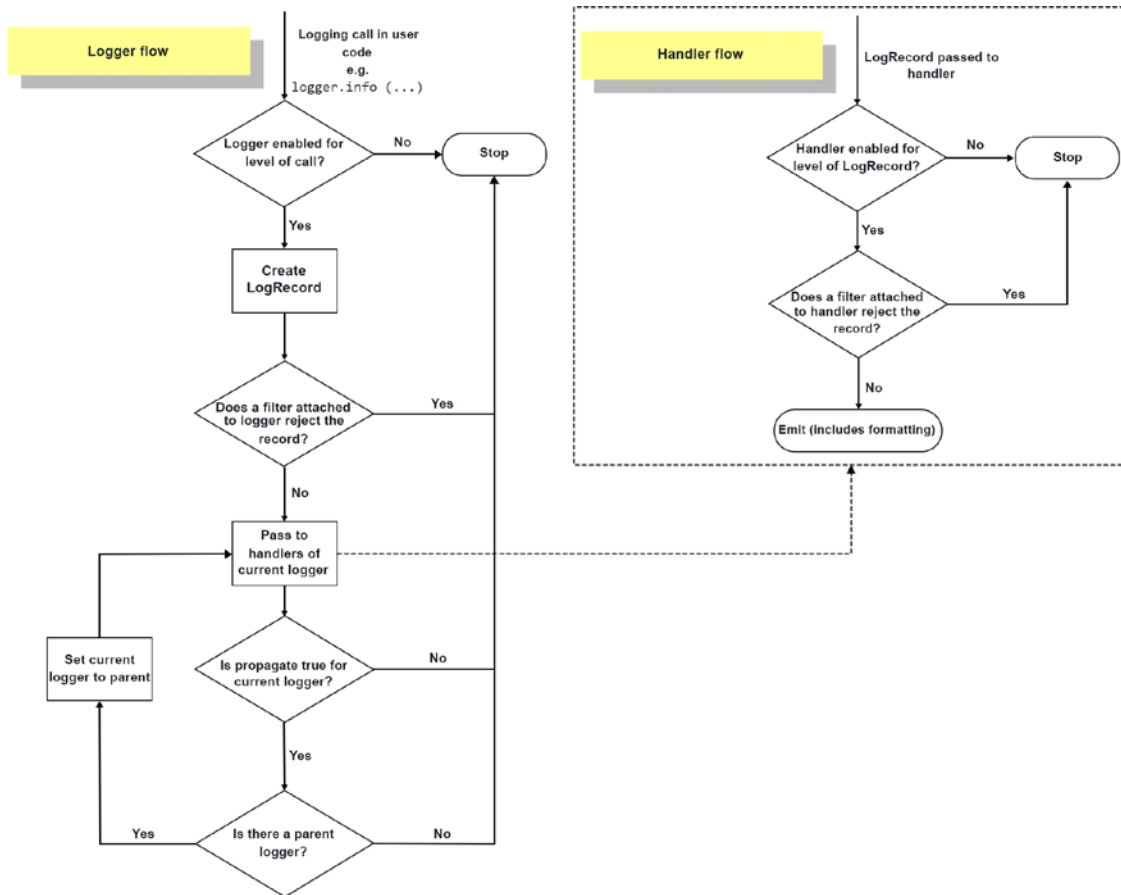 Logger flow
Logging call in user
code
e.g.
logger.info (...)
Logger enabled for
level of call?
No
Stop
Yes
Create
LogRecord
Does a filter attached
to logger reject the
record?
Yes
No
Pass to
handlers of
current logger
Set current
logger to parent
Is propagate true for
current logger?
No
Yes
Is there a parent
logger?
Yes
No
Handler flow
LogRecord passed to
handler
Handler enabled for
level of LogRecord?
No
Stop
Yes
Does a filter attached
to handler reject the
record?
Yes
No
Emit (includes formatting)